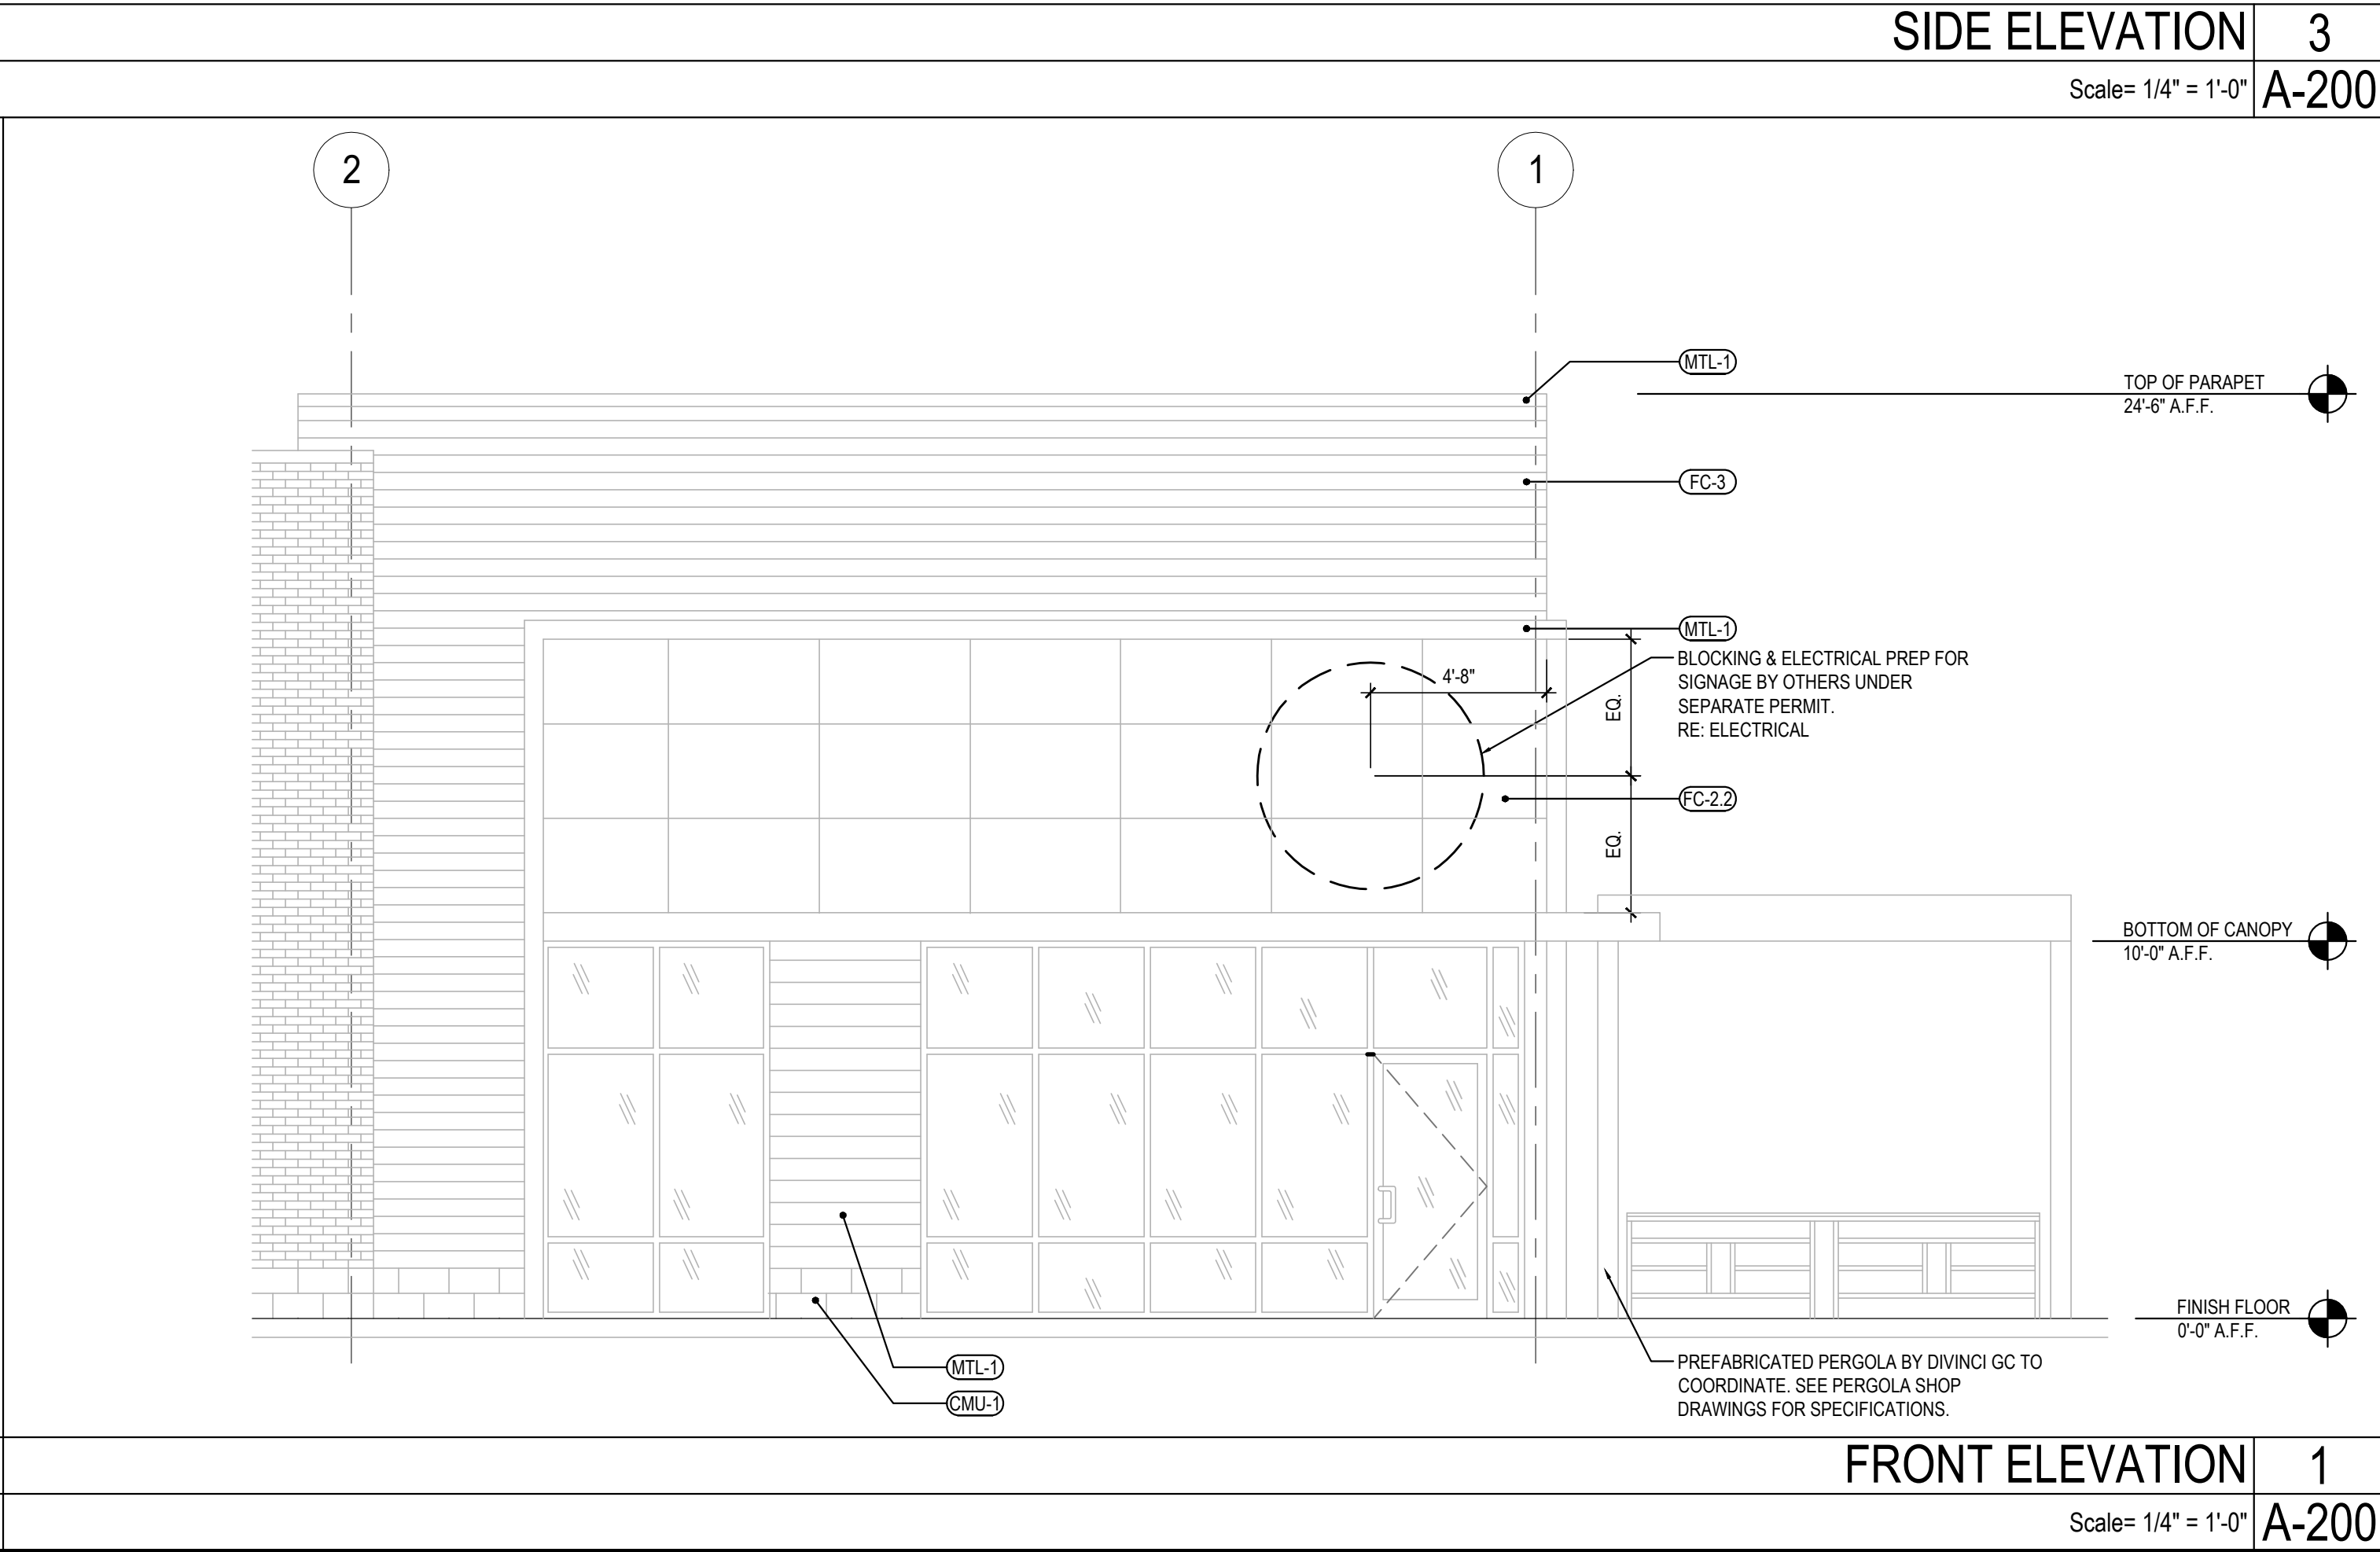 SIDE ELEVATION
3
Scale= 1/4" = 1'-0"
A-200
2
1
MTL-1
TOP OF PARAPET
24'-6" A.F.F.
FC-3
MTL-1
BLOCKING & ELECTRICAL PREP FOR
SIGNAGE BY OTHERS UNDER
SEPARATE PERMIT.
RE: ELECTRICAL
4'-8"
EQ.
FC-2.2
EQ.
BOTTOM OF CANOPY
10'-0" A.F.F.
FINISH FLOOR
0'-0" A.F.F.
MTL-1
CMU-1
PREFABRICATED PERGOLA BY DIVINCI GC TO
COORDINATE. SEE PERGOLA SHOP
DRAWINGS FOR SPECIFICATIONS.
FRONT ELEVATION
1
Scale= 1/4" = 1'-0"
A-200